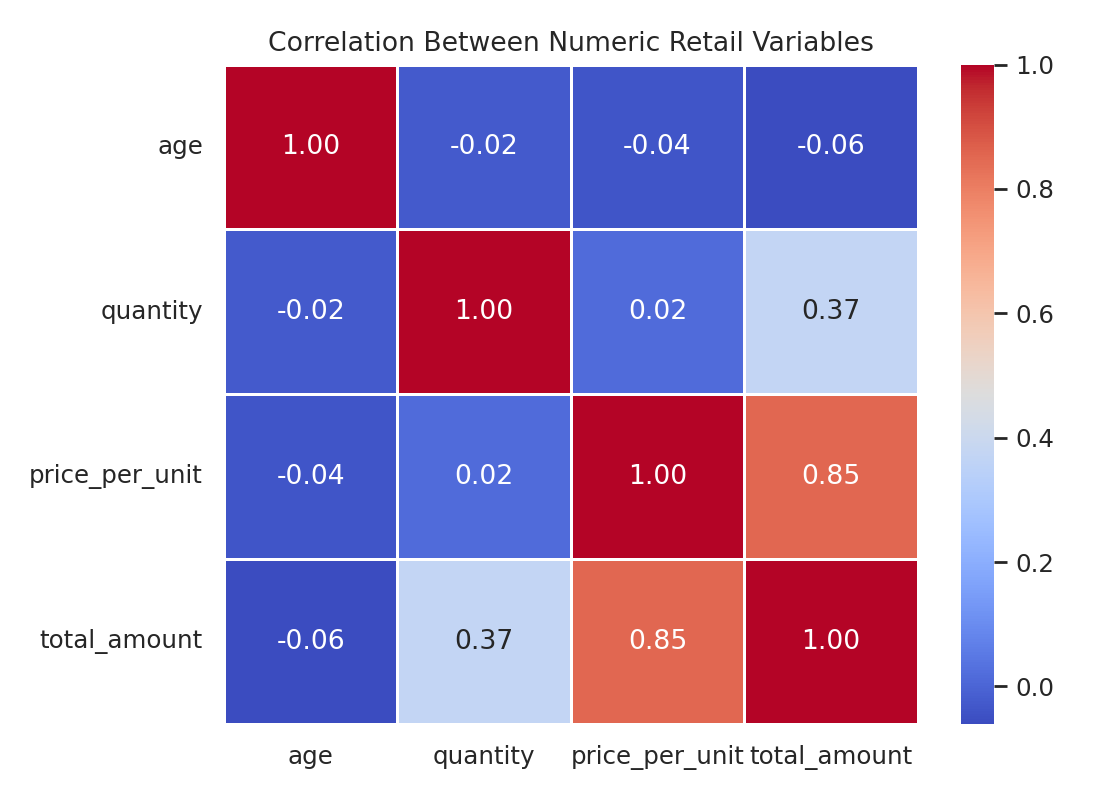 Correlation Between Numeric Retail Variables
age 1.00 -0.02 -0.04 -0.06
quantity -0.02 1.00 0.02 0.37
price_per_unit -0.04 0.02 1.00 0.85
total_amount -0.06 0.37 0.85 1.00
age quantity price_per_unit total_amount
1.0
0.8
0.6
0.4
0.2
0.0